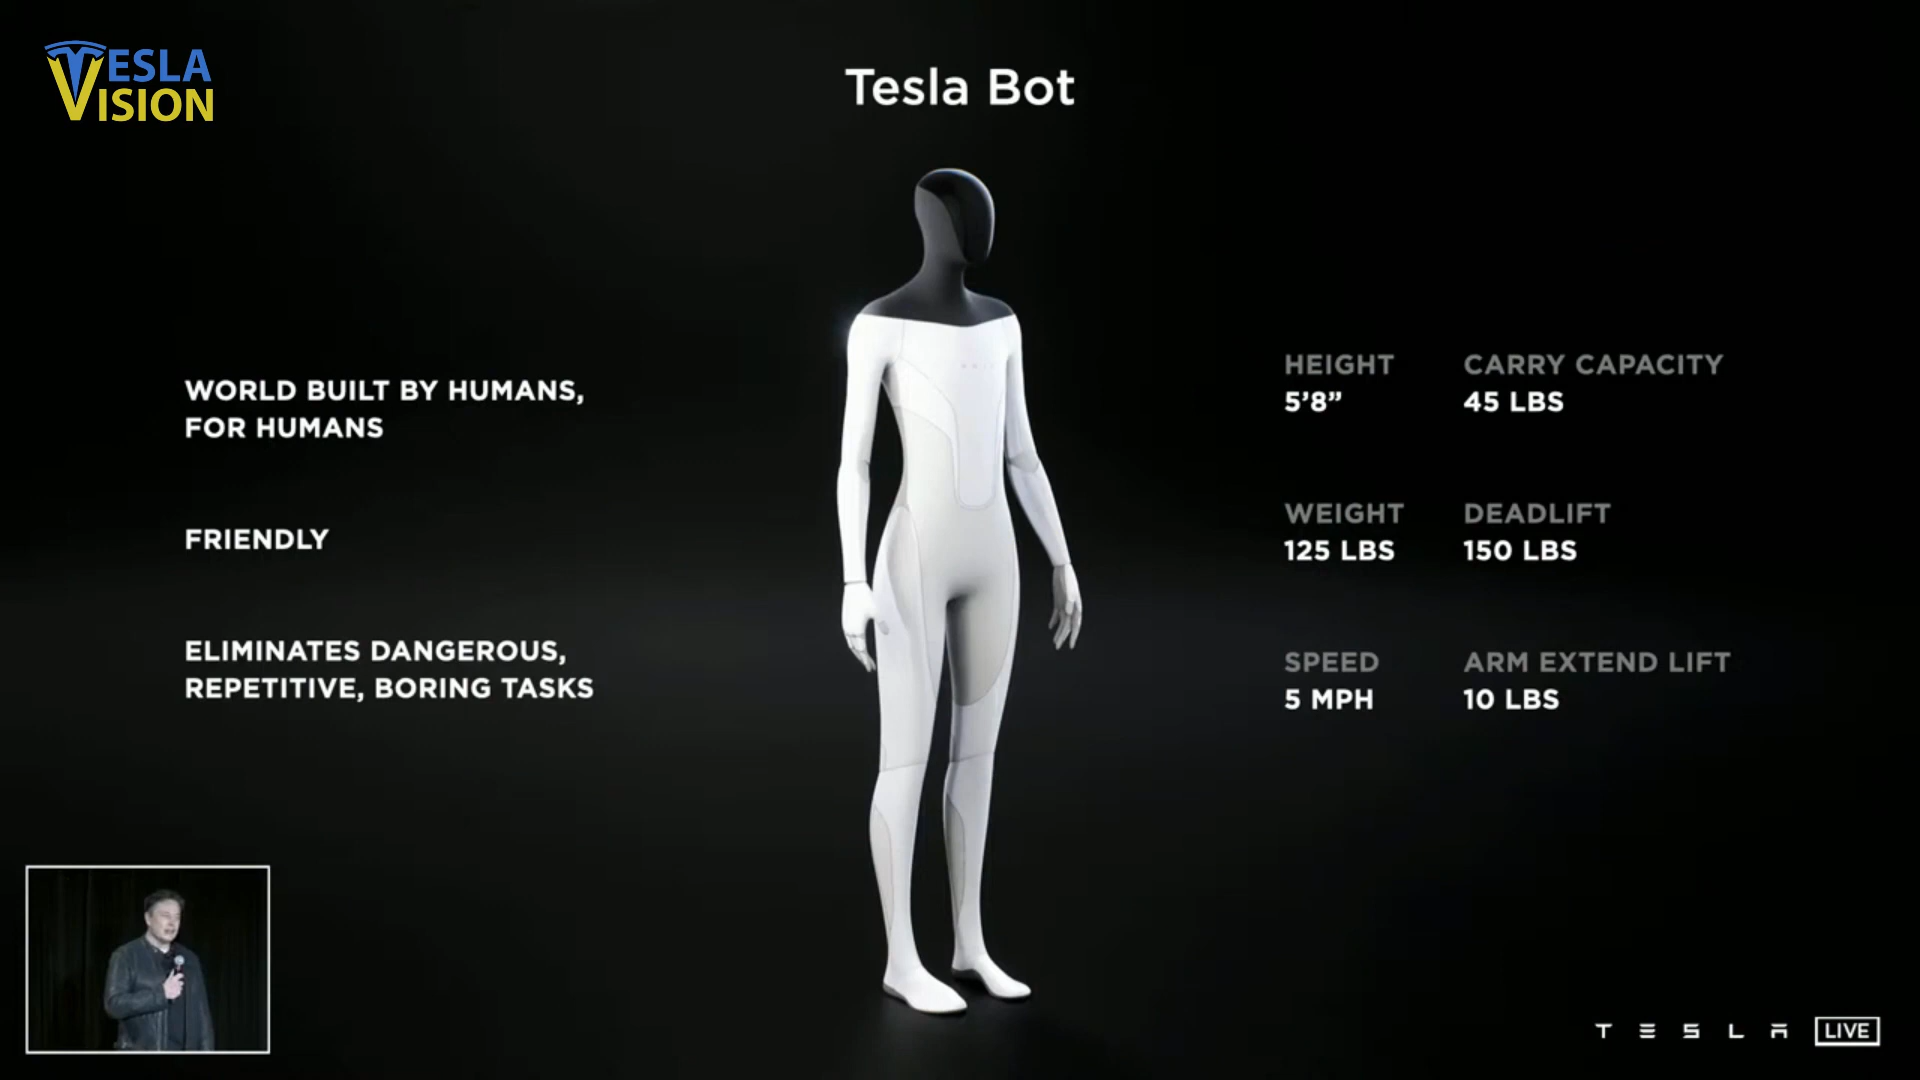 TESLA
VISION
Tesla Bot
WORLD BUILT BY HUMANS,
FOR HUMANS
FRIENDLY
ELIMINATES DANGEROUS,
REPETITIVE, BORING TASKS
HEIGHT
5’8”
CARRY CAPACITY
45 LBS
WEIGHT
125 LBS
DEADLIFT
150 LBS
SPEED
5 MPH
ARM EXTEND LIFT
10 LBS
TESLA LIVE